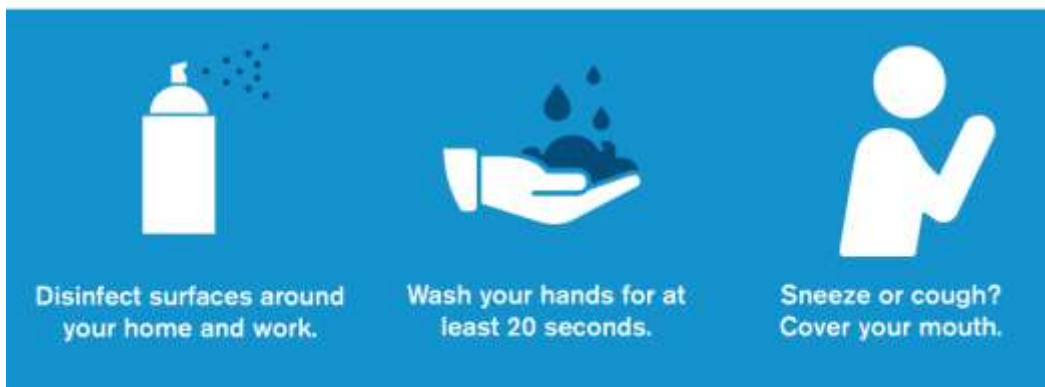 Disinfect surfaces around
your home and work.
Wash your hands for at
least 20 seconds.
Sneeze or cough?
Cover your mouth.